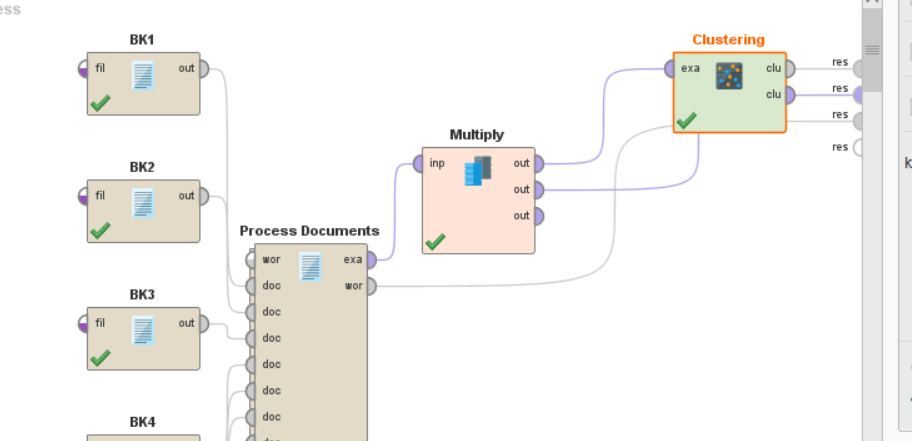 ess
BK1
fil out
BK2
fil out
BK3
fil out
BK4
Process Documents
wor exa
doc wor
doc
doc
doc
doc
doc
Multiply
inp out
out
out
Clustering
exa clu
clu
res
res
res
res
k